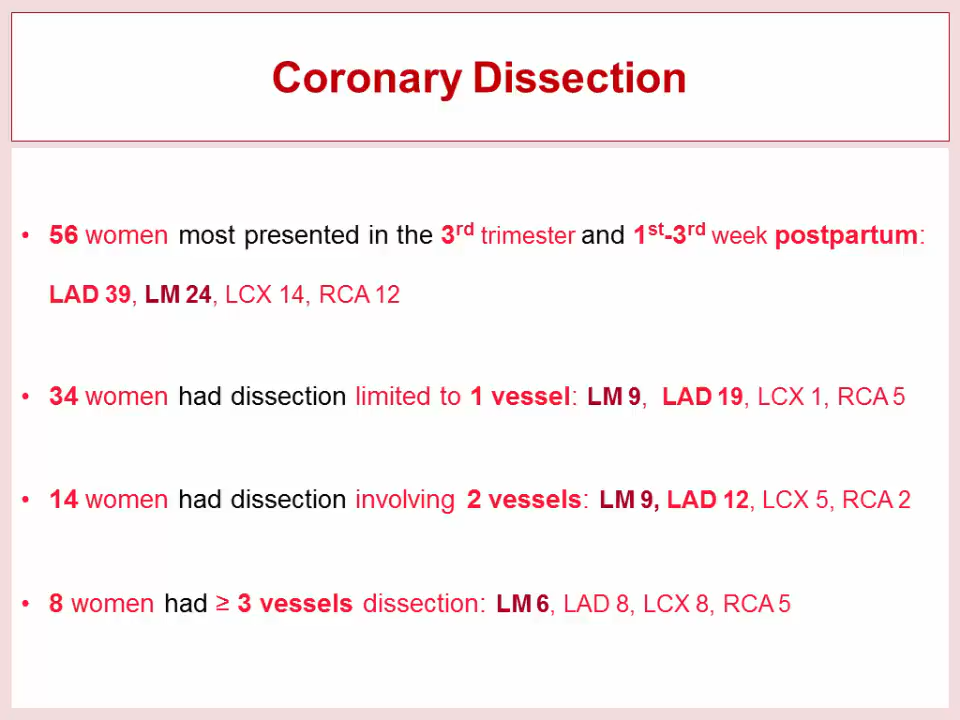 Coronary Dissection
• 56 women most presented in the 3rd trimester and 1st-3rd week postpartum:
LAD 39, LM 24, LCX 14, RCA 12
• 34 women had dissection limited to 1 vessel: LM 9, LAD 19, LCX 1, RCA 5
• 14 women had dissection involving 2 vessels: LM 9, LAD 12, LCX 5, RCA 2
• 8 women had ≥ 3 vessels dissection: LM 6, LAD 8, LCX 8, RCA 5